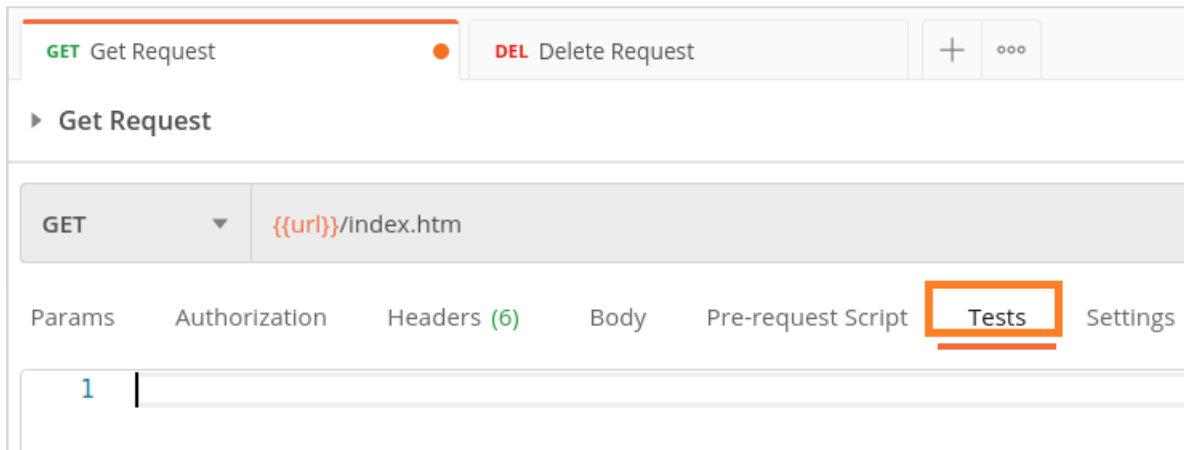 GET Get Request DEL Delete Request
Get Request
GET {{url}}/index.htm
Params Authorization Headers (6) Body Pre-request Script Tests Settings
1